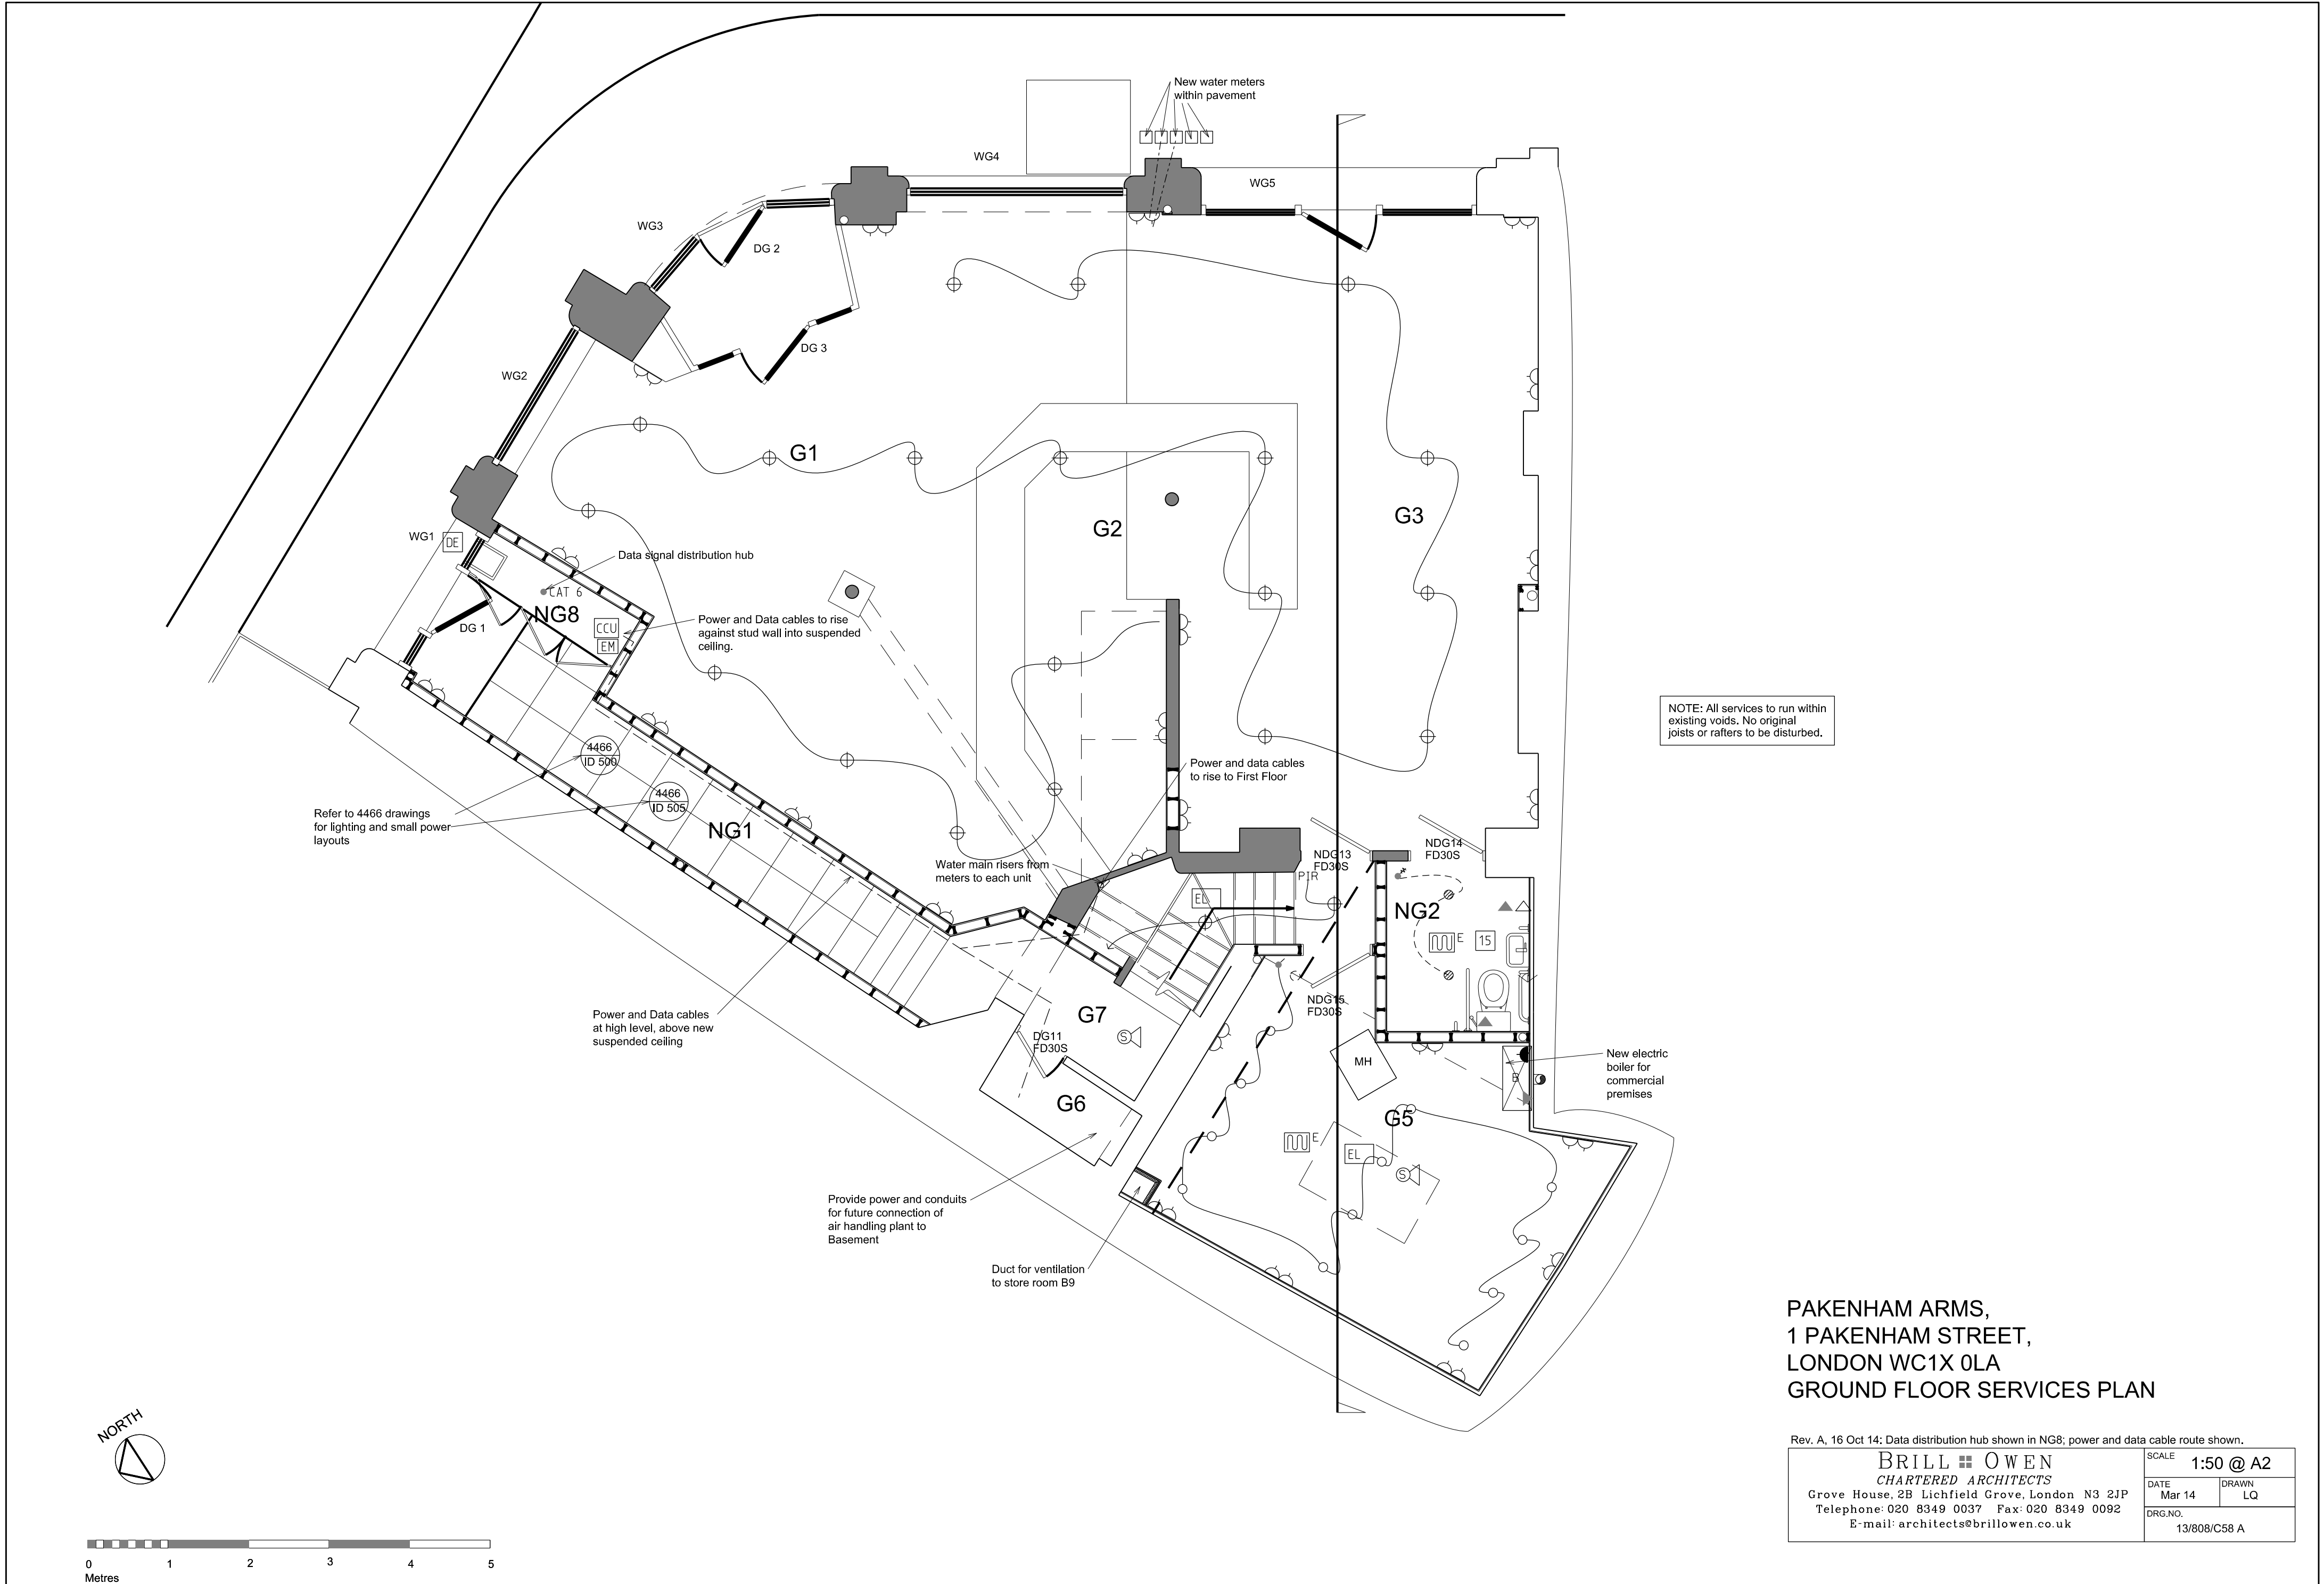 New water meters
within pavement
WG4
WG5
WG3
DG 2
DG 3
WG2
G1
G2
G3
WG1
DE
Data signal distribution hub
CAT 6
NG8
DG 1
CCU
EM
Power and Data cables to rise
against stud wall into suspended
ceiling.
NOTE: All services to run within
existing voids. No original
joists or rafters to be disturbed.
4466
ID 500
4466
ID 505
Refer to 4466 drawings
for lighting and small power
layouts
NG1
Power and data cables
to rise to First Floor
Water main risers from
meters to each unit
NDG13
FD30S
PIR
NDG14
FD30S
EL
NG2
E
15
NDG15
FD30S
Power and Data cables
at high level, above new
suspended ceiling
G7
S
DG11
FD30S
MH
New electric
boiler for
commercial
premises
B
G6
G5
E
EL
S
Provide power and conduits
for future connection of
air handling plant to
Basement
Duct for ventilation
to store room B9
PAKENHAM ARMS,
1 PAKENHAM STREET,
LONDON WC1X 0LA
GROUND FLOOR SERVICES PLAN
Rev. A, 16 Oct 14; Data distribution hub shown in NG8; power and data cable route shown.
BRILL OWEN
CHARTERED ARCHITECTS
Grove House, 2B Lichfield Grove, London N3 2JP
Telephone: 020 8349 0037 Fax: 020 8349 0092
E-mail: architects@brillowen.co.uk
SCALE 1:50 @ A2
DATE Mar 14
DRAWN LQ
DRG.NO.
13/808/C58 A
NORTH
0 1 2 3 4 5
Metres